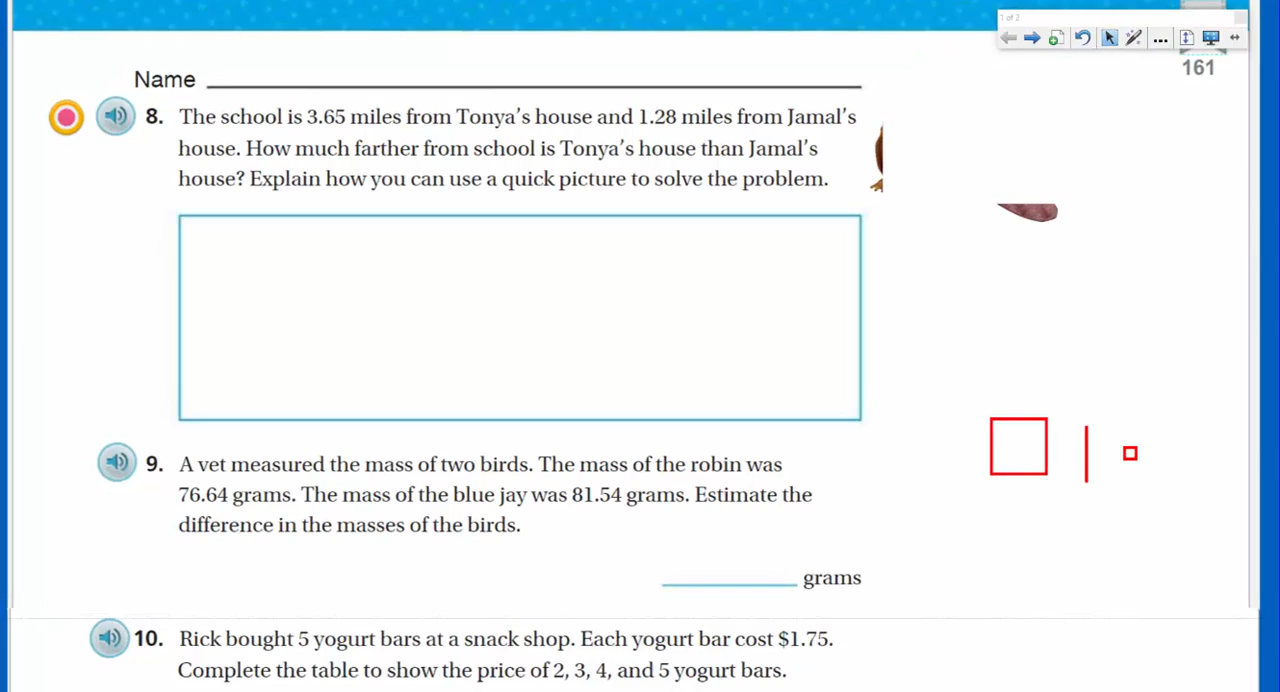 1 of 2
161
Name
8. The school is 3.65 miles from Tonya's house and 1.28 miles from Jamal's
house. How much farther from school is Tonya's house than Jamal's
house? Explain how you can use a quick picture to solve the problem.
9. A vet measured the mass of two birds. The mass of the robin was
76.64 grams. The mass of the blue jay was 81.54 grams. Estimate the
difference in the masses of the birds.
grams
10. Rick bought 5 yogurt bars at a snack shop. Each yogurt bar cost $1.75.
Complete the table to show the price of 2, 3, 4, and 5 yogurt bars.